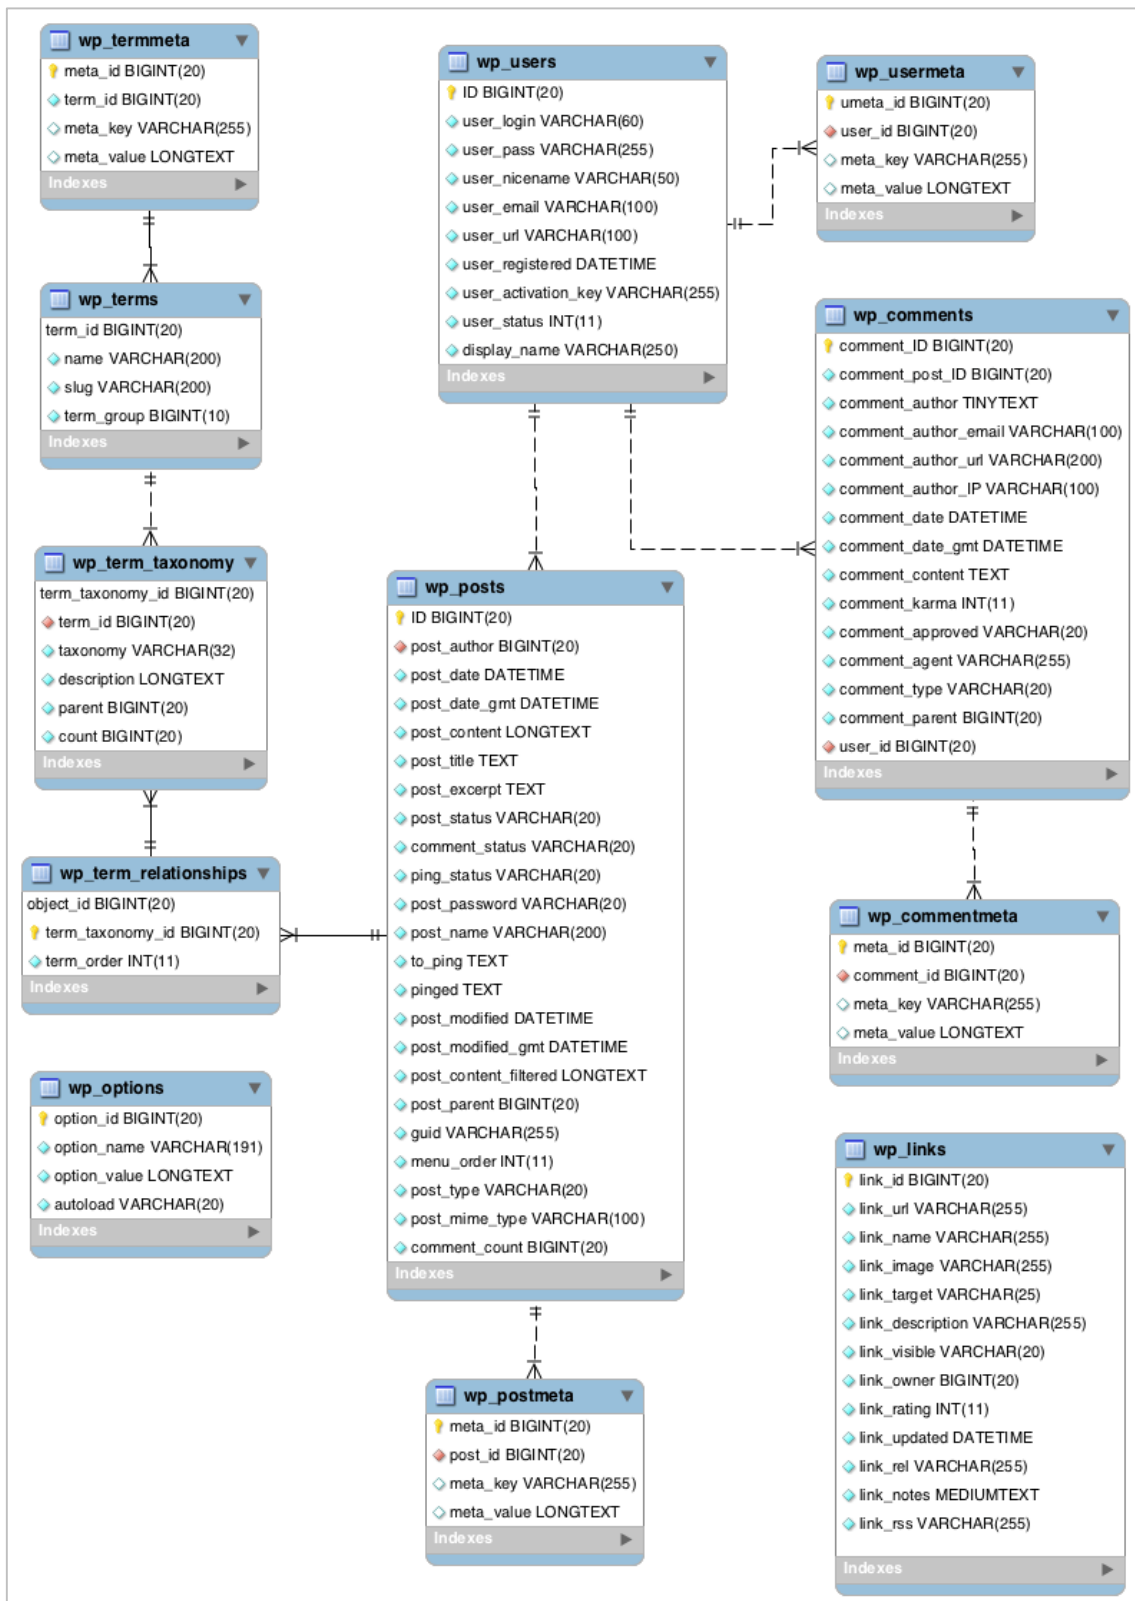 wp_termmeta
meta_id BIGINT(20)
term_id BIGINT(20)
meta_key VARCHAR(255)
meta_value LONGTEXT
Indexes
wp_terms
term_id BIGINT(20)
name VARCHAR(200)
slug VARCHAR(200)
term_group BIGINT(10)
Indexes
wp_term_taxonomy
term_taxonomy_id BIGINT(20)
term_id BIGINT(20)
taxonomy VARCHAR(32)
description LONGTEXT
parent BIGINT(20)
count BIGINT(20)
Indexes
wp_term_relationships
object_id BIGINT(20)
term_taxonomy_id BIGINT(20)
term_order INT(11)
Indexes
wp_options
option_id BIGINT(20)
option_name VARCHAR(191)
option_value LONGTEXT
autoload VARCHAR(20)
Indexes
wp_users
ID BIGINT(20)
user_login VARCHAR(60)
user_pass VARCHAR(255)
user_nicename VARCHAR(50)
user_email VARCHAR(100)
user_url VARCHAR(100)
user_registered DATETIME
user_activation_key VARCHAR(255)
user_status INT(11)
display_name VARCHAR(250)
Indexes
wp_posts
ID BIGINT(20)
post_author BIGINT(20)
post_date DATETIME
post_date_gmt DATETIME
post_content LONGTEXT
post_title TEXT
post_excerpt TEXT
post_status VARCHAR(20)
comment_status VARCHAR(20)
ping_status VARCHAR(20)
post_password VARCHAR(20)
post_name VARCHAR(200)
to_ping TEXT
pinged TEXT
post_modified DATETIME
post_modified_gmt DATETIME
post_content_filtered LONGTEXT
post_parent BIGINT(20)
guid VARCHAR(255)
menu_order INT(11)
post_type VARCHAR(20)
post_mime_type VARCHAR(100)
comment_count BIGINT(20)
Indexes
wp_postmeta
meta_id BIGINT(20)
post_id BIGINT(20)
meta_key VARCHAR(255)
meta_value LONGTEXT
Indexes
wp_usermeta
umeta_id BIGINT(20)
user_id BIGINT(20)
meta_key VARCHAR(255)
meta_value LONGTEXT
Indexes
wp_comments
comment_ID BIGINT(20)
comment_post_ID BIGINT(20)
comment_author TINYTEXT
comment_author_email VARCHAR(100)
comment_author_url VARCHAR(200)
comment_author_IP VARCHAR(100)
comment_date DATETIME
comment_date_gmt DATETIME
comment_content TEXT
comment_karma INT(11)
comment_approved VARCHAR(20)
comment_agent VARCHAR(255)
comment_type VARCHAR(20)
comment_parent BIGINT(20)
user_id BIGINT(20)
Indexes
wp_commentmeta
meta_id BIGINT(20)
comment_id BIGINT(20)
meta_key VARCHAR(255)
meta_value LONGTEXT
Indexes
wp_links
link_id BIGINT(20)
link_url VARCHAR(255)
link_name VARCHAR(255)
link_image VARCHAR(255)
link_target VARCHAR(25)
link_description VARCHAR(255)
link_visible VARCHAR(20)
link_owner BIGINT(20)
link_rating INT(11)
link_updated DATETIME
link_rel VARCHAR(255)
link_notes MEDIUMTEXT
link_rss VARCHAR(255)
Indexes